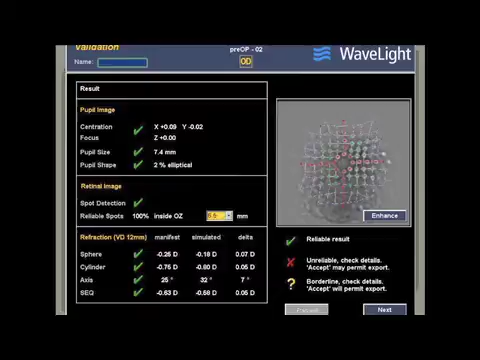 Validation
preOP - 02
Name:
OD
WaveLight
Result
Pupil Image
Centration X +0.09 Y -0.02
Focus Z +0.00
Pupil Size 7.4 mm
Pupil Shape 2 % elliptical
Retinal Image
Spot Detection
Reliable Spots 100% inside OZ 6.5 mm
Enhance
Refraction (VD 12mm) manifest simulated delta
Sphere -0.25 D -0.18 D 0.07 D
Cylinder -0.75 D -0.80 D 0.05 D
Axis 25 ° 32 ° 7 °
SEQ -0.63 D -0.58 D 0.05 D
Reliable result
Unreliable, check details.
'Accept' may permit export.
Borderline, check details.
'Accept' will permit export.
Next